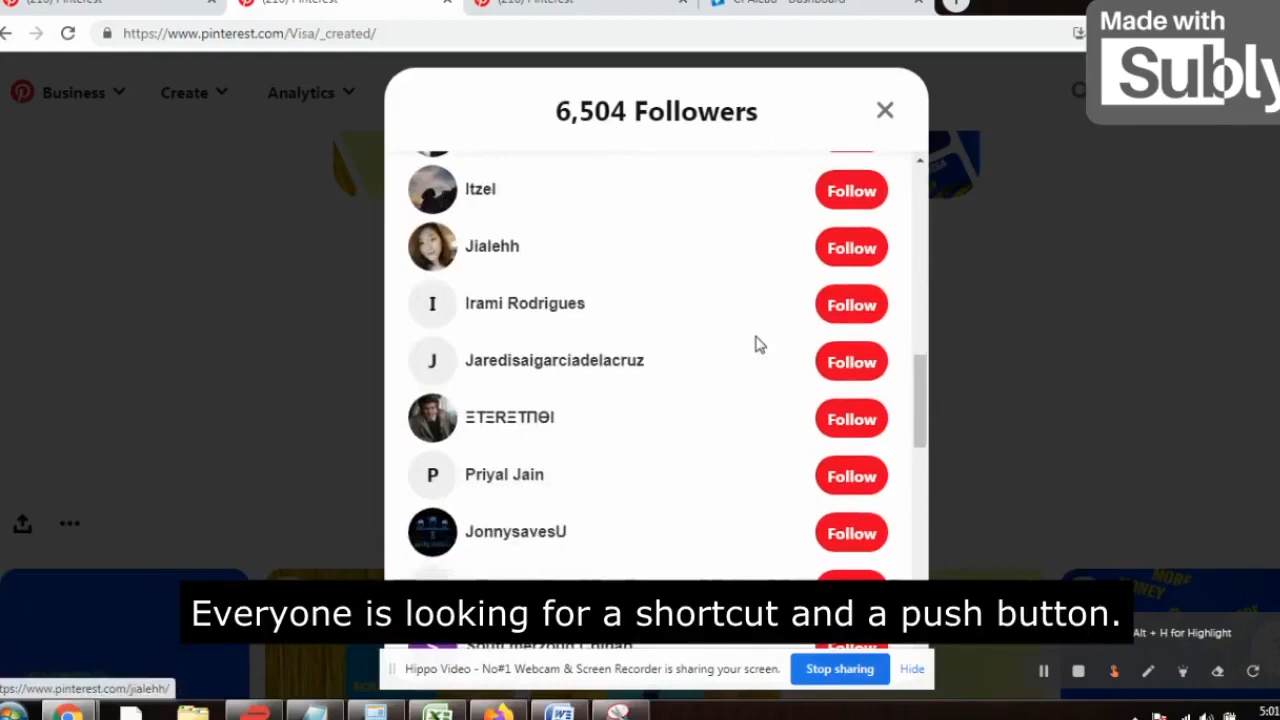 https://www.pinterest.com/Visa/_created/
Made with
Subly
Business
Create
Analytics
6,504 Followers
Itzel
Follow
Jialehh
Follow
I
Irami Rodrigues
Follow
J
Jaredisaigarciadelacruz
Follow
ΞTΞRΞTΠΘI
Follow
P
Priyal Jain
Follow
JonnysavesU
Follow
MORE
MONEY
Everyone is looking for a shortcut and a push button.
Alt + H for Highlight
Hippo Video - No#1 Webcam & Screen Recorder is sharing your screen.
Stop sharing
Hide
tps://www.pinterest.com/jialehh/
5:01